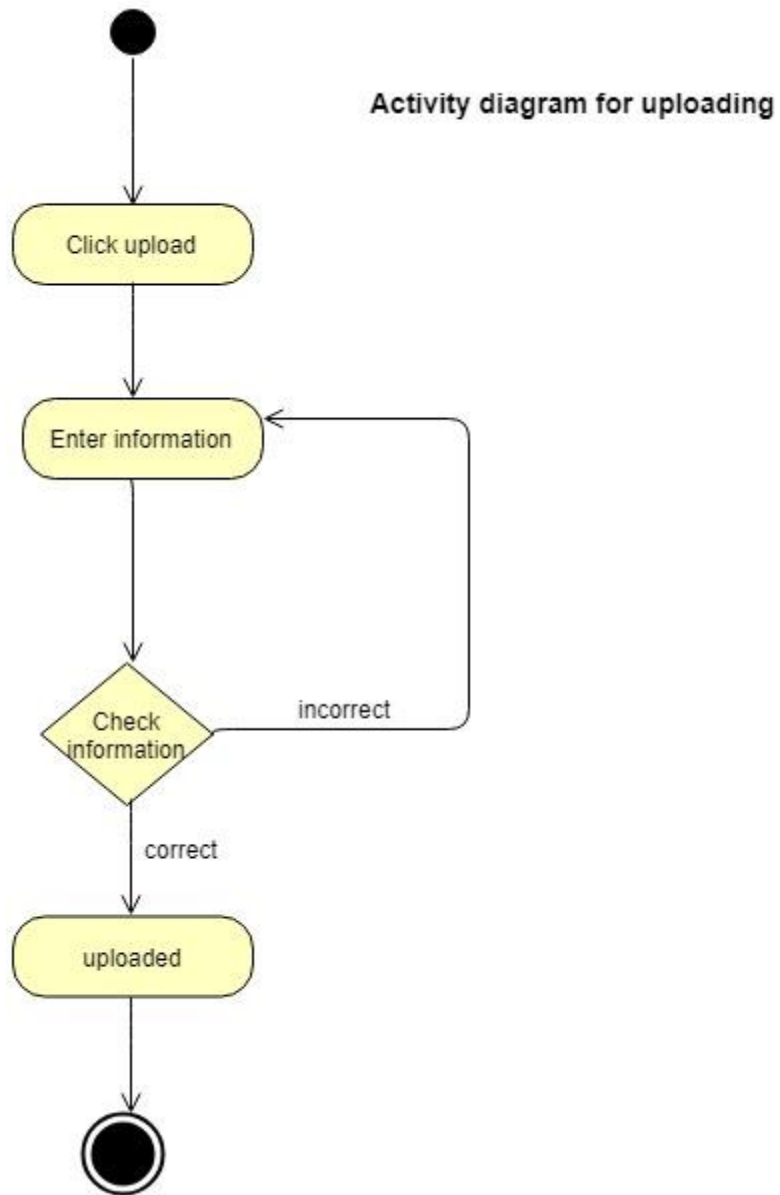 Activity diagram for uploading
Click upload
Enter information
Check
information
incorrect
correct
uploaded